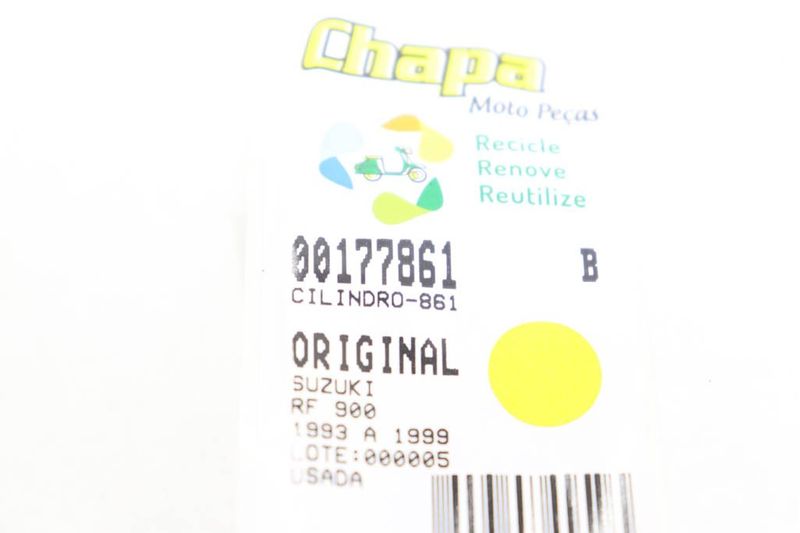 Chapa
Moto Peças
Recicle
Renove
Reutilize
00177861 B
CILINDRO-861
ORIGINAL
SUZUKI
RF 900
1993 A 1999
LOTE:000005
USADA